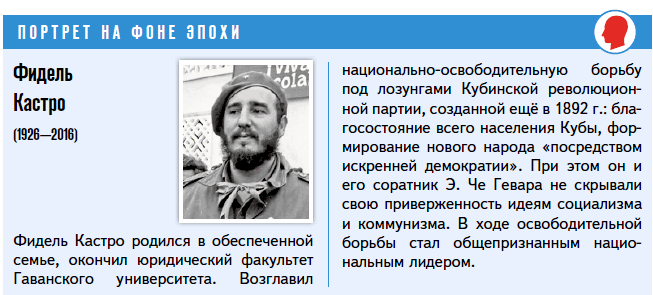 ПОРТРЕТ НА ФОНЕ ЭПОХИ
Фидель
Кастро
(1926—2016)
viva
cola
Фидель Кастро родился в обеспеченной
семье, окончил юридический факультет
Гаванского университета. Возглавил
национально-освободительную борьбу
под лозунгами Кубинской революцион-
ной партии, созданной ещё в 1892 г.: бла-
госостояние всего населения Кубы, фор-
мирование нового народа «посредством
искренней демократии». При этом он и
его соратник Э. Че Гевара не скрывали
свою приверженность идеям социализма
и коммунизма. В ходе освободительной
борьбы стал общепризнанным нацио-
нальным лидером.